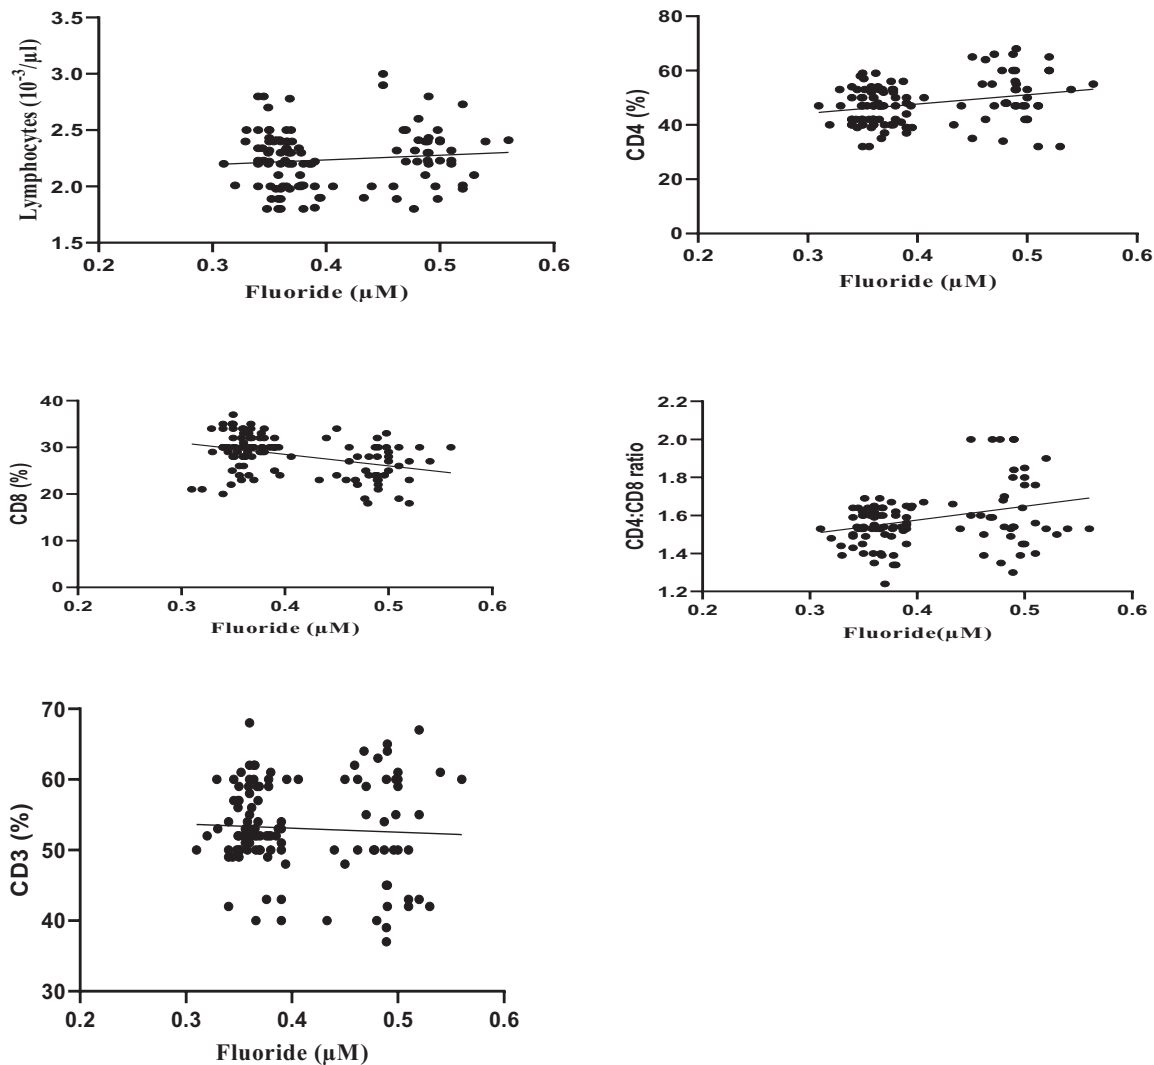 3.5
3.0
2.5
2.0
1.5
Lymphocytes (10⁻³/µl)
0.2 0.3 0.4 0.5 0.6
Fluoride (µM)
80
60
40
20
0
CD4 (%)
0.2 0.3 0.4 0.5 0.6
Fluoride (µM)
40
30
20
10
0
CD8 (%)
0.2 0.3 0.4 0.5 0.6
Fluoride (µM)
2.2
2.0
1.8
1.6
1.4
1.2
CD4:CD8 ratio
0.2 0.3 0.4 0.5 0.6
Fluoride(µM)
70
60
50
40
30
CD3 (%)
0.2 0.3 0.4 0.5 0.6
Fluoride (µM)